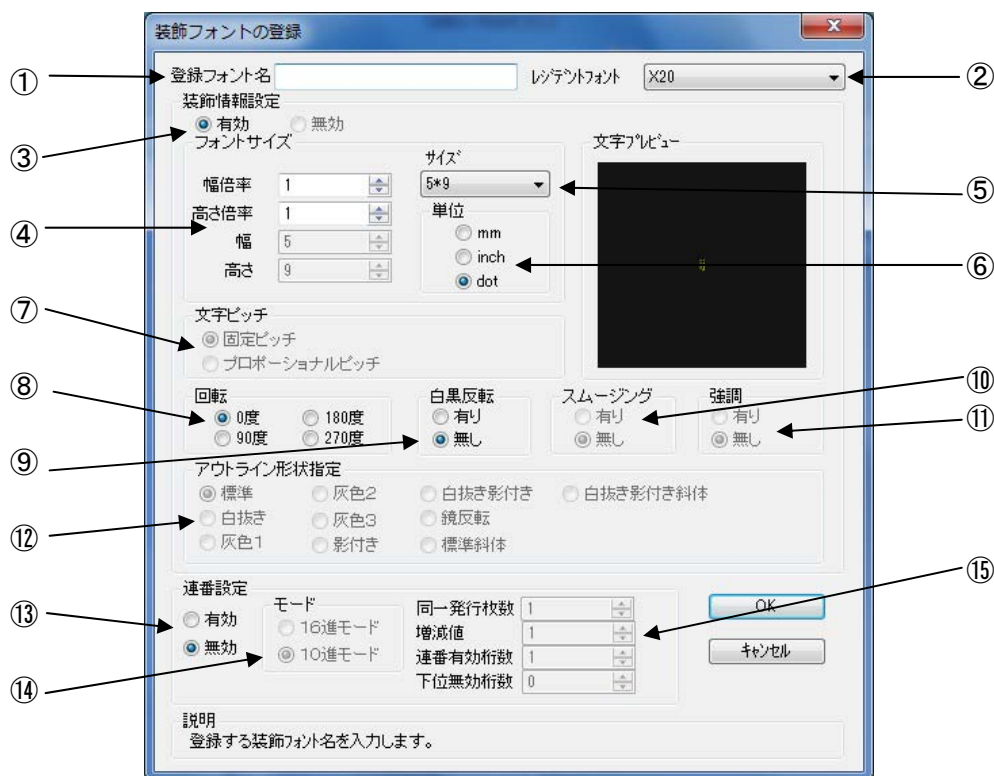 装飾フォントの登録
① 登録フォント名 レジデントフォント X20 ②
装飾情報設定
③ 有効 無効
フォントサイズ 文字プレビュー
サイズ
幅倍率 1 5*9 ⑤
高さ倍率 1 単位
④ 幅 5 mm
高さ 9 inch ⑥
dot
文字ピッチ
⑦ 固定ピッチ
プロポーショナルピッチ
回転 白黒反転 スムージング 強調 ⑩
⑧ 0度 180度 有り 有り 有り ⑪
90度 270度 無し 無し 無し
⑨
アウトライン形状指定
標準 灰色2 白抜き影付き 白抜き影付き斜体
⑫ 白抜き 灰色3 鏡反転
灰色1 影付き 標準斜体
連番設定 ⑮
⑬ 有効 モード 同一発行枚数 1 OK
16進モード 増減値 1
無効 10進モード 連番有効桁数 1 キャンセル
⑭ 下位無効桁数 0
説明
登録する装飾フォント名を入力します。